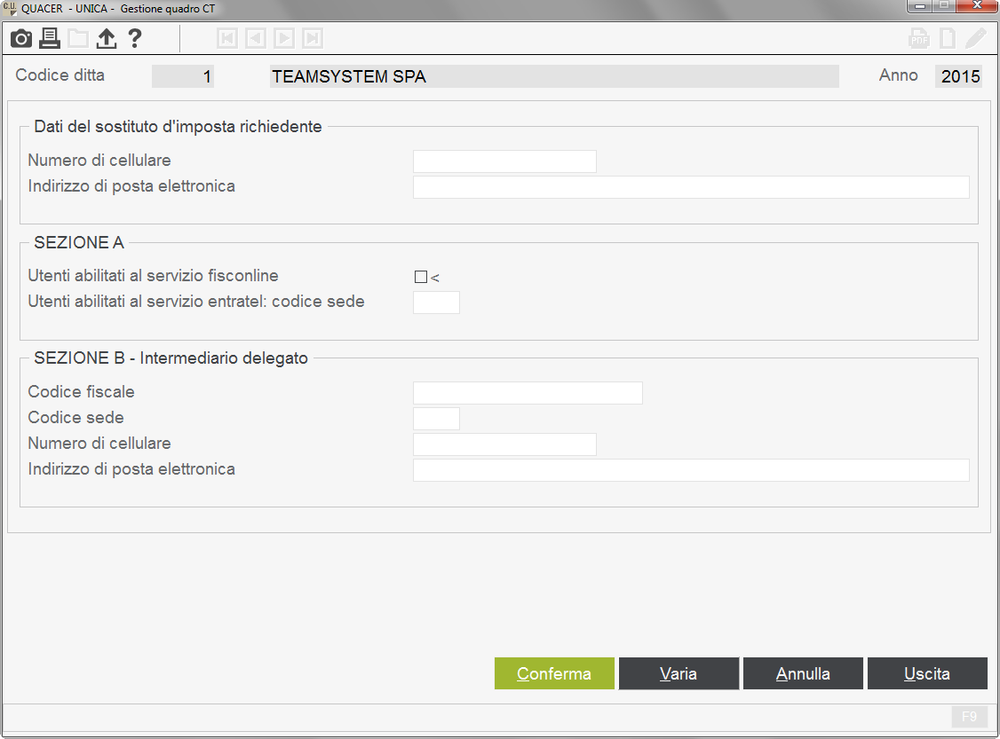 C.U. QUACER - UNICA - Gestione quadro CT
?
PDF
Codice ditta 1 TEAMSYSTEM SPA Anno 2015
Dati del sostituto d'imposta richiedente
Numero di cellulare
Indirizzo di posta elettronica
SEZIONE A
Utenti abilitati al servizio fisconline <
Utenti abilitati al servizio entratel: codice sede
SEZIONE B - Intermediario delegato
Codice fiscale
Codice sede
Numero di cellulare
Indirizzo di posta elettronica
Conferma Varia Annulla Uscita
F9